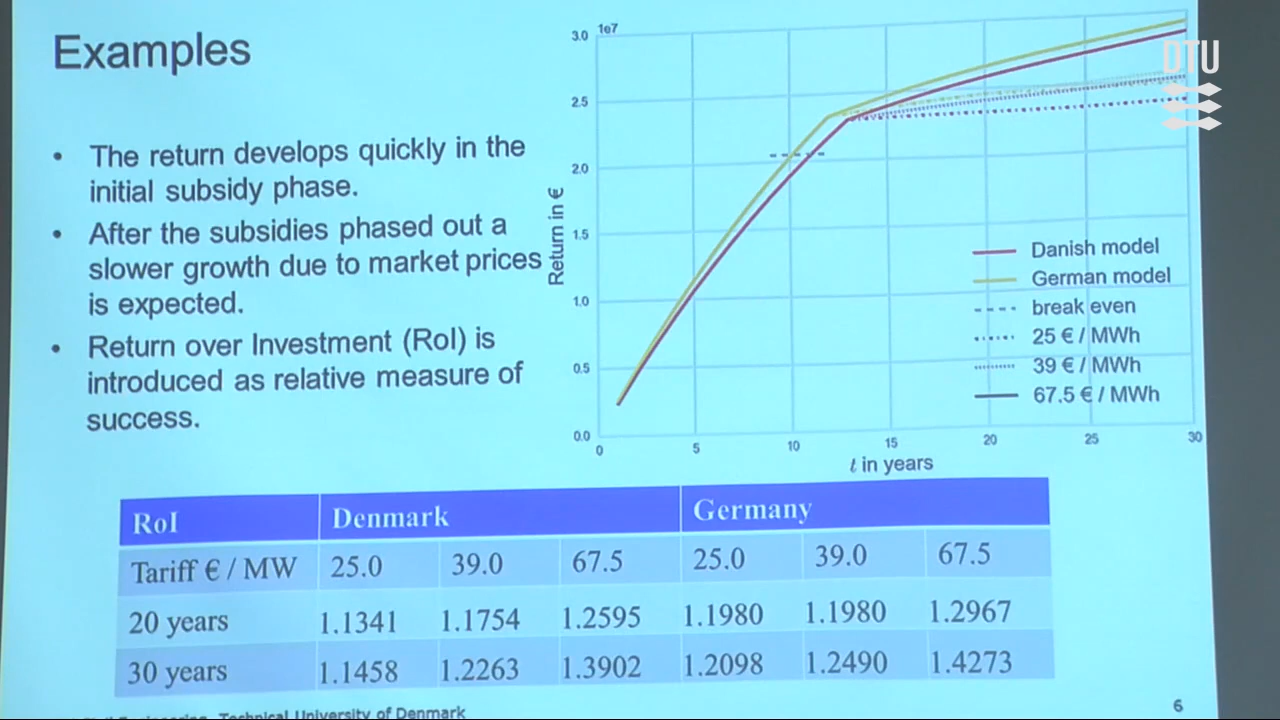 Examples
• The return develops quickly in the
initial subsidy phase.
• After the subsidies phased out a
slower growth due to market prices
is expected.
• Return over Investment (RoI) is
introduced as relative measure of
success.
1e7
3.0
2.5
2.0
1.5
1.0
0.5
0.0
Return in €
0 5 10 15 20 25 30
t in years
Danish model
German model
break even
25 € / MWh
39 € / MWh
67.5 € / MWh
DTU
RoI Denmark Germany
Tariff € / MW 25.0 39.0 67.5 25.0 39.0 67.5
20 years 1.1341 1.1754 1.2595 1.1980 1.1980 1.2967
30 years 1.1458 1.2263 1.3902 1.2098 1.2490 1.4273
Technical University of Denmark
6